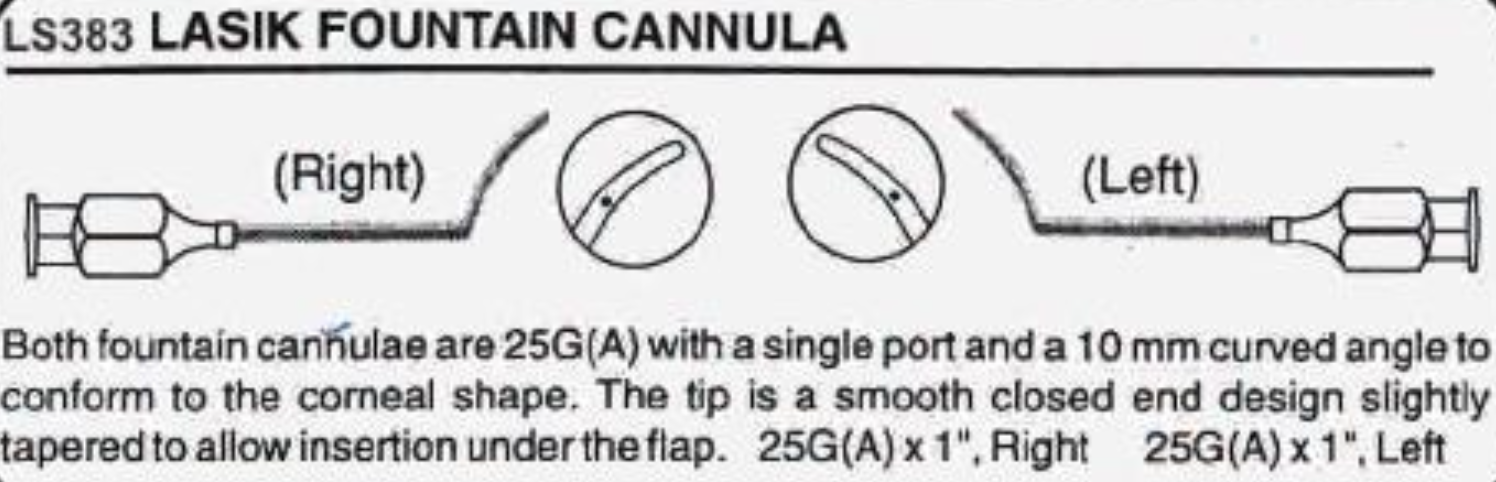 LS383 LASIK FOUNTAIN CANNULA
(Right)
(Left)
Both fountain cannulae are 25G(A) with a single port and a 10 mm curved angle to
conform to the corneal shape. The tip is a smooth closed end design slightly
tapered to allow insertion under the flap. 25G(A) x 1", Right 25G(A) x 1", Left